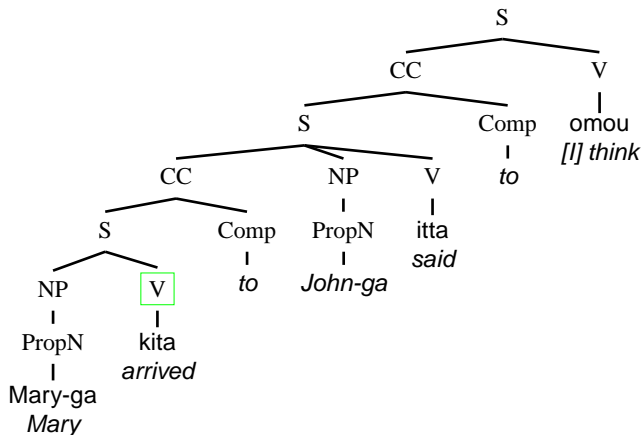 S
CC V
S Comp omou
to [I] think
CC NP V
S Comp PropN itta
to John-ga said
NP V
PropN kita
arrived
Mary-ga
Mary